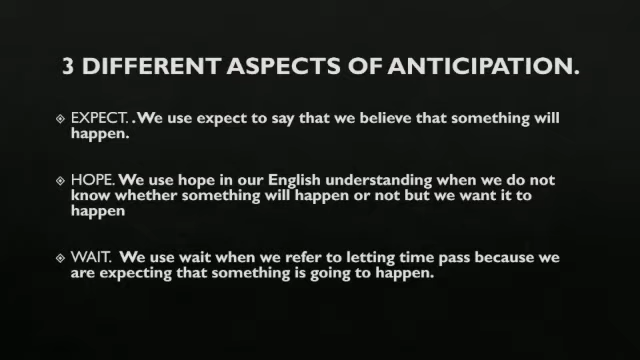 3 DIFFERENT ASPECTS OF ANTICIPATION.
EXPECT. .We use expect to say that we believe that something will
happen.
HOPE. We use hope in our English understanding when we do not
know whether something will happen or not but we want it to
happen
WAIT. We use wait when we refer to letting time pass because we
are expecting that something is going to happen.